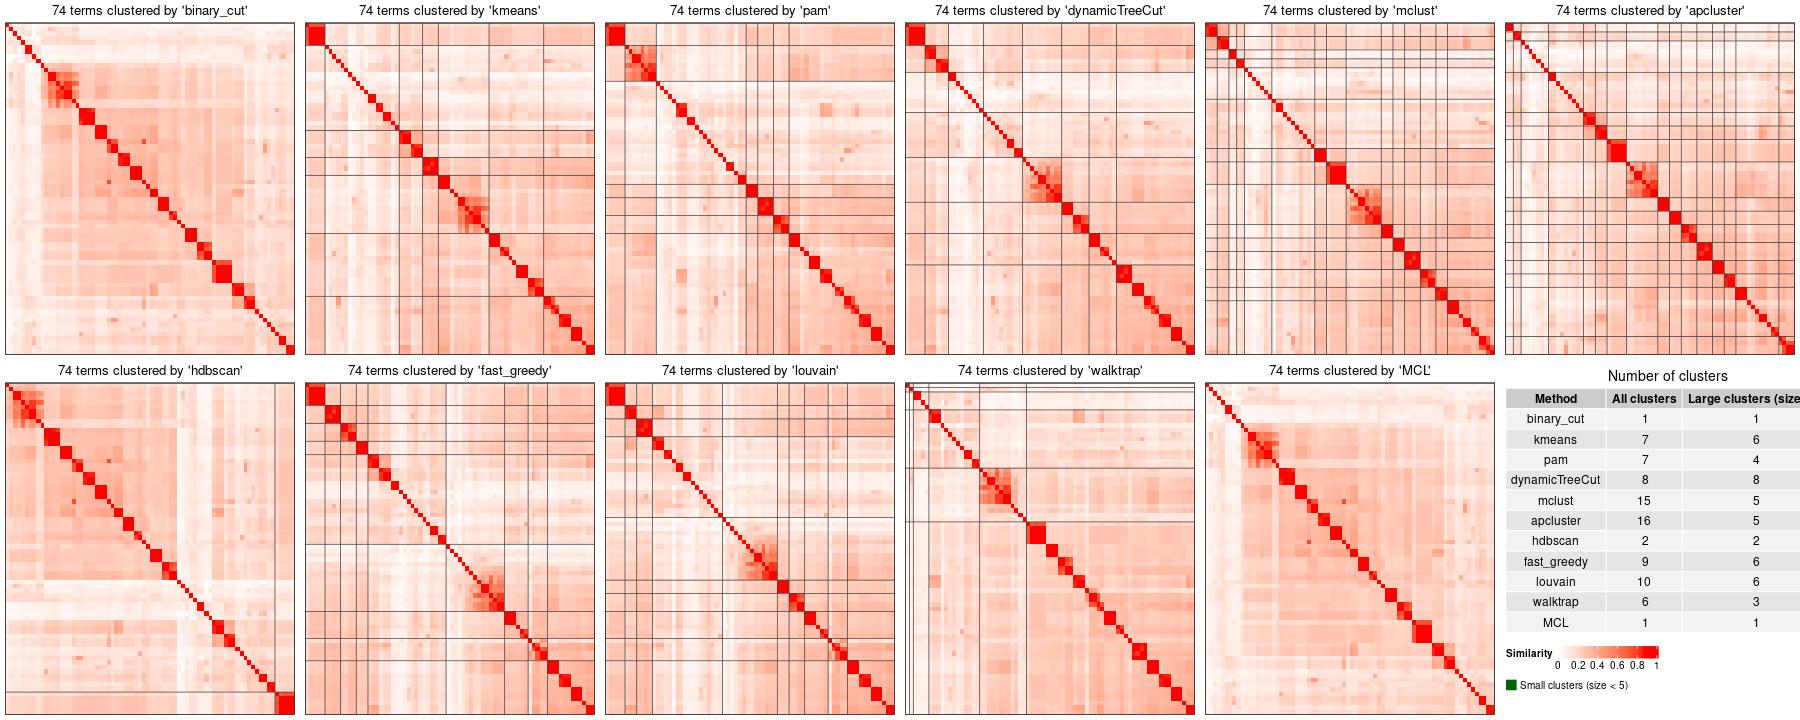 74 terms clustered by 'binary_cut'
74 terms clustered by 'kmeans'
74 terms clustered by 'pam'
74 terms clustered by 'dynamicTreeCut'
74 terms clustered by 'mclust'
74 terms clustered by 'apcluster'
74 terms clustered by 'hdbscan'
74 terms clustered by 'fast_greedy'
74 terms clustered by 'louvain'
74 terms clustered by 'walktrap'
74 terms clustered by 'MCL'
Number of clusters
Method All clusters Large clusters (size
binary_cut 1 1
kmeans 7 6
pam 7 4
dynamicTreeCut 8 8
mclust 15 5
apcluster 16 5
hdbscan 2 2
fast_greedy 9 6
louvain 10 6
walktrap 6 3
MCL 1 1
Similarity
0 0.2 0.4 0.6 0.8 1
Small clusters (size < 5)